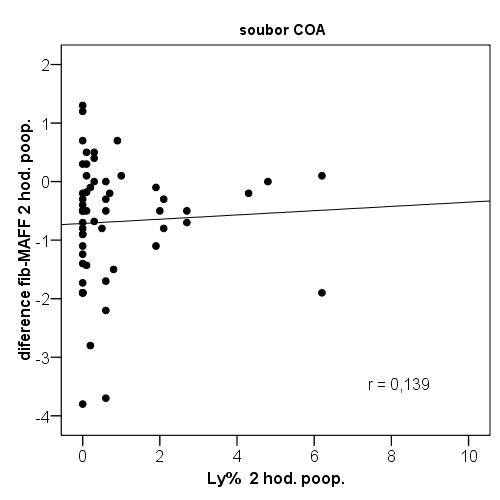 soubor COA
diference fib-MAFF 2 hod. poop.
2
1
0
-1
-2
-3
-4
r = 0,139
0 2 4 6 8 10
Ly% 2 hod. poop.